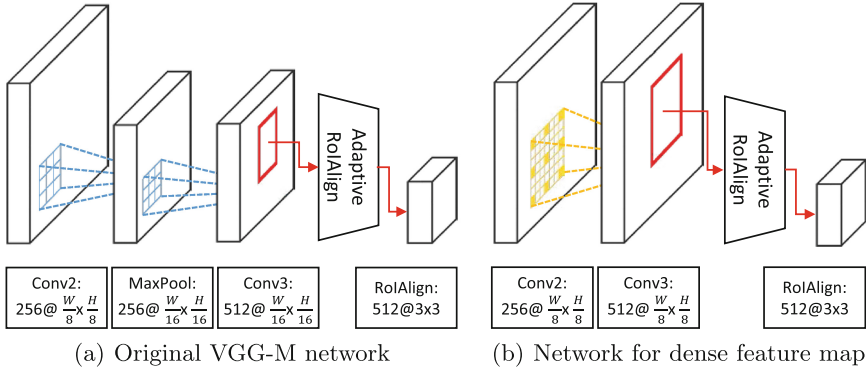 Adaptive
RoIAlign
Adaptive
RoIAlign
Conv2:
256@ W/8 x H/8
MaxPool:
256@ W/16 x H/16
Conv3:
512@ W/16 x H/16
RoIAlign:
512@3x3
Conv2:
256@ W/8 x H/8
Conv3:
512@ W/8 x H/8
RoIAlign:
512@3x3
(a) Original VGG-M network
(b) Network for dense feature map